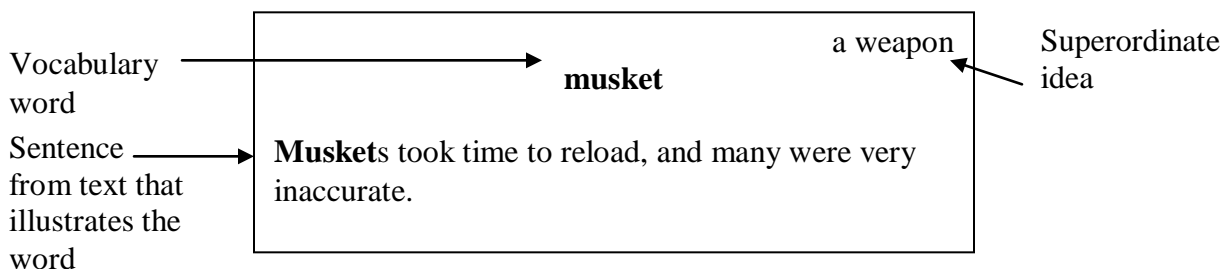 Vocabulary
word
Sentence
from text that
illustrates the
word
a weapon
musket
Muskets took time to reload, and many were very
inaccurate.
Superordinate
idea